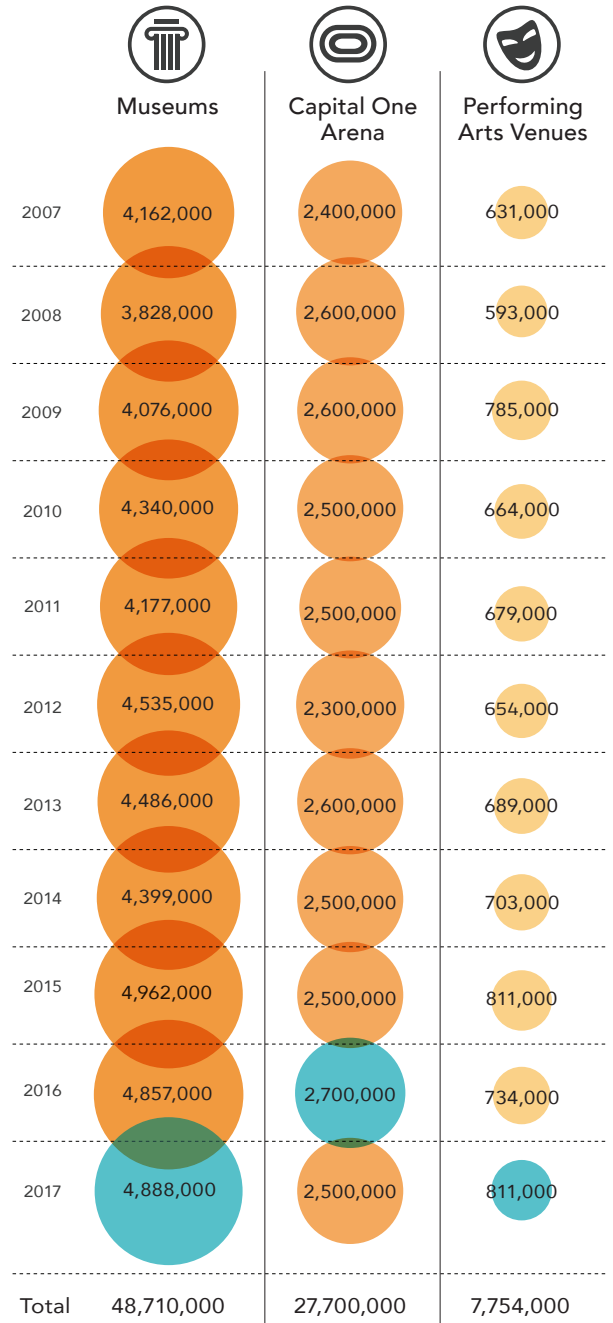 Museums Capital One Performing
Arena Arts Venues
2007 4,162,000 2,400,000 631,000
2008 3,828,000 2,600,000 593,000
2009 4,076,000 2,600,000 785,000
2010 4,340,000 2,500,000 664,000
2011 4,177,000 2,500,000 679,000
2012 4,535,000 2,300,000 654,000
2013 4,486,000 2,600,000 689,000
2014 4,399,000 2,500,000 703,000
2015 4,962,000 2,500,000 811,000
2016 4,857,000 2,700,000 734,000
2017 4,888,000 2,500,000 811,000
Total 48,710,000 27,700,000 7,754,000